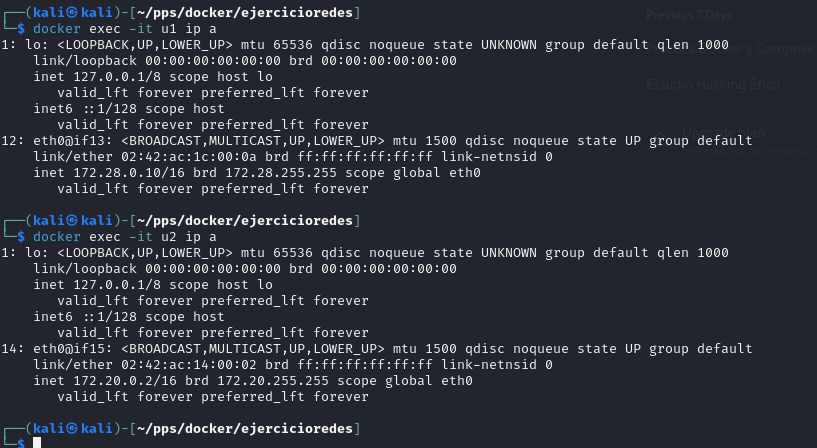 ┌──(kali㉿kali)-[~/pps/docker/ejercicioredes]
└─$ docker exec -it u1 ip a
1: lo: <LOOPBACK,UP,LOWER_UP> mtu 65536 qdisc noqueue state UNKNOWN group default qlen 1000
    link/loopback 00:00:00:00:00:00 brd 00:00:00:00:00:00
    inet 127.0.0.1/8 scope host lo
       valid_lft forever preferred_lft forever
    inet6 ::1/128 scope host
       valid_lft forever preferred_lft forever
12: eth0@if13: <BROADCAST,MULTICAST,UP,LOWER_UP> mtu 1500 qdisc noqueue state UP group default
    link/ether 02:42:ac:1c:00:0a brd ff:ff:ff:ff:ff:ff link-netnsid 0
    inet 172.28.0.10/16 brd 172.28.255.255 scope global eth0
       valid_lft forever preferred_lft forever
┌──(kali㉿kali)-[~/pps/docker/ejercicioredes]
└─$ docker exec -it u2 ip a
1: lo: <LOOPBACK,UP,LOWER_UP> mtu 65536 qdisc noqueue state UNKNOWN group default qlen 1000
    link/loopback 00:00:00:00:00:00 brd 00:00:00:00:00:00
    inet 127.0.0.1/8 scope host lo
       valid_lft forever preferred_lft forever
    inet6 ::1/128 scope host
       valid_lft forever preferred_lft forever
14: eth0@if15: <BROADCAST,MULTICAST,UP,LOWER_UP> mtu 1500 qdisc noqueue state UP group default
    link/ether 02:42:ac:14:00:02 brd ff:ff:ff:ff:ff:ff link-netnsid 0
    inet 172.20.0.2/16 brd 172.20.255.255 scope global eth0
       valid_lft forever preferred_lft forever
┌──(kali㉿kali)-[~/pps/docker/ejercicioredes]
└─$
Previous 7 Days
Estudio Hacking Ético
Upgrade plan